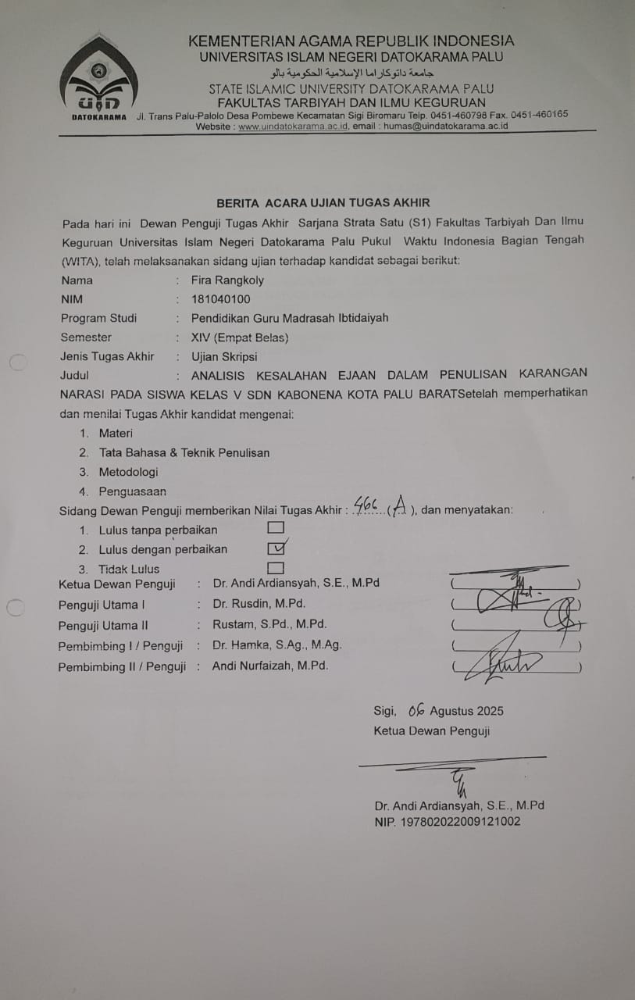 KEMENTERIAN AGAMA REPUBLIK INDONESIA
UNIVERSITAS ISLAM NEGERI DATOKARAMA PALU
جامعة داتوكاراما الإسلامية الحكومية بالو
STATE ISLAMIC UNIVERSITY DATOKARAMA PALU
FAKULTAS TARBIYAH DAN ILMU KEGURUAN
uin
DATOKARAMA
Jl. Trans Palu-Palolo Desa Pombewe Kecamatan Sigi Biromaru Telp. 0451-460798 Fax. 0451-460165
Website : www.uindatokarama.ac.id, email : humas@uindatokarama.ac.id
BERITA ACARA UJIAN TUGAS AKHIR
Pada hari ini Dewan Penguji Tugas Akhir Sarjana Strata Satu (S1) Fakultas Tarbiyah Dan Ilmu
Keguruan Universitas Islam Negeri Datokarama Palu Pukul Waktu Indonesia Bagian Tengah
(WITA), telah melaksanakan sidang ujian terhadap kandidat sebagai berikut:
Nama : Fira Rangkoly
NIM : 181040100
Program Studi : Pendidikan Guru Madrasah Ibtidaiyah
Semester : XIV (Empat Belas)
Jenis Tugas Akhir : Ujian Skripsi
Judul : ANALISIS KESALAHAN EJAAN DALAM PENULISAN KARANGAN
NARASI PADA SISWA KELAS V SDN KABONENA KOTA PALU BARATSetelah memperhatikan
dan menilai Tugas Akhir kandidat mengenai:
1. Materi
2. Tata Bahasa & Teknik Penulisan
3. Metodologi
4. Penguasaan
Sidang Dewan Penguji memberikan Nilai Tugas Akhir : 466 (A), dan menyatakan:
1. Lulus tanpa perbaikan
2. Lulus dengan perbaikan
3. Tidak Lulus
Ketua Dewan Penguji : Dr. Andi Ardiansyah, S.E., M.Pd ( )
Penguji Utama I : Dr. Rusdin, M.Pd. ( )
Penguji Utama II : Rustam, S.Pd., M.Pd. ( )
Pembimbing I / Penguji : Dr. Hamka, S.Ag., M.Ag. ( )
Pembimbing II / Penguji : Andi Nurfaizah, M.Pd. ( )
Sigi, 06 Agustus 2025
Ketua Dewan Penguji
Dr. Andi Ardiansyah, S.E., M.Pd
NIP. 197802022009121002